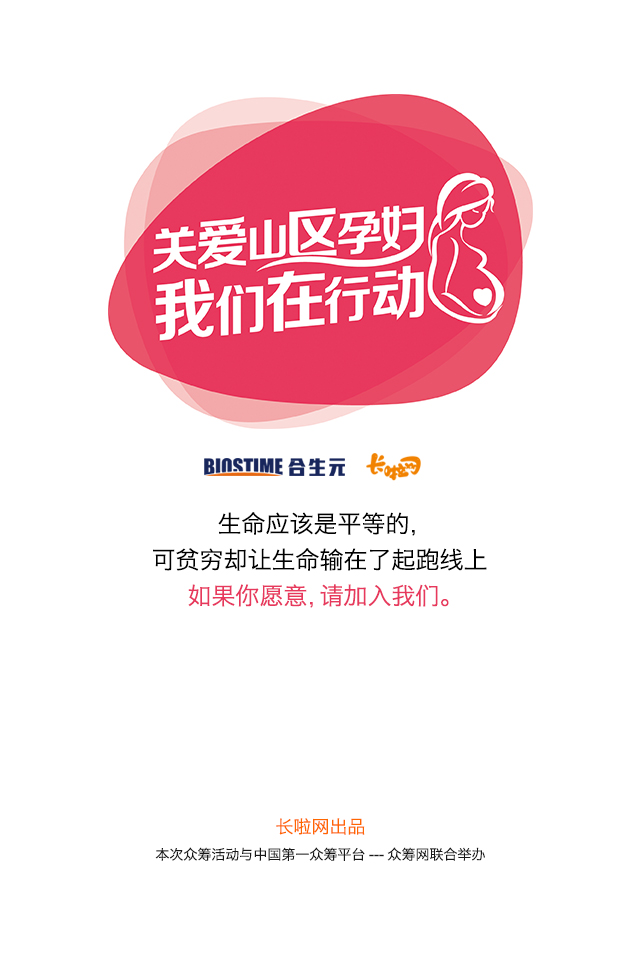 关爱山区孕妇
我们在行动
BIOSTIME 合生元 长啦网
生命应该是平等的,
可贫穷却让生命输在了起跑线上
如果你愿意, 请加入我们。
长啦网出品
本次众筹活动与中国第一众筹平台 --- 众筹网联合举办